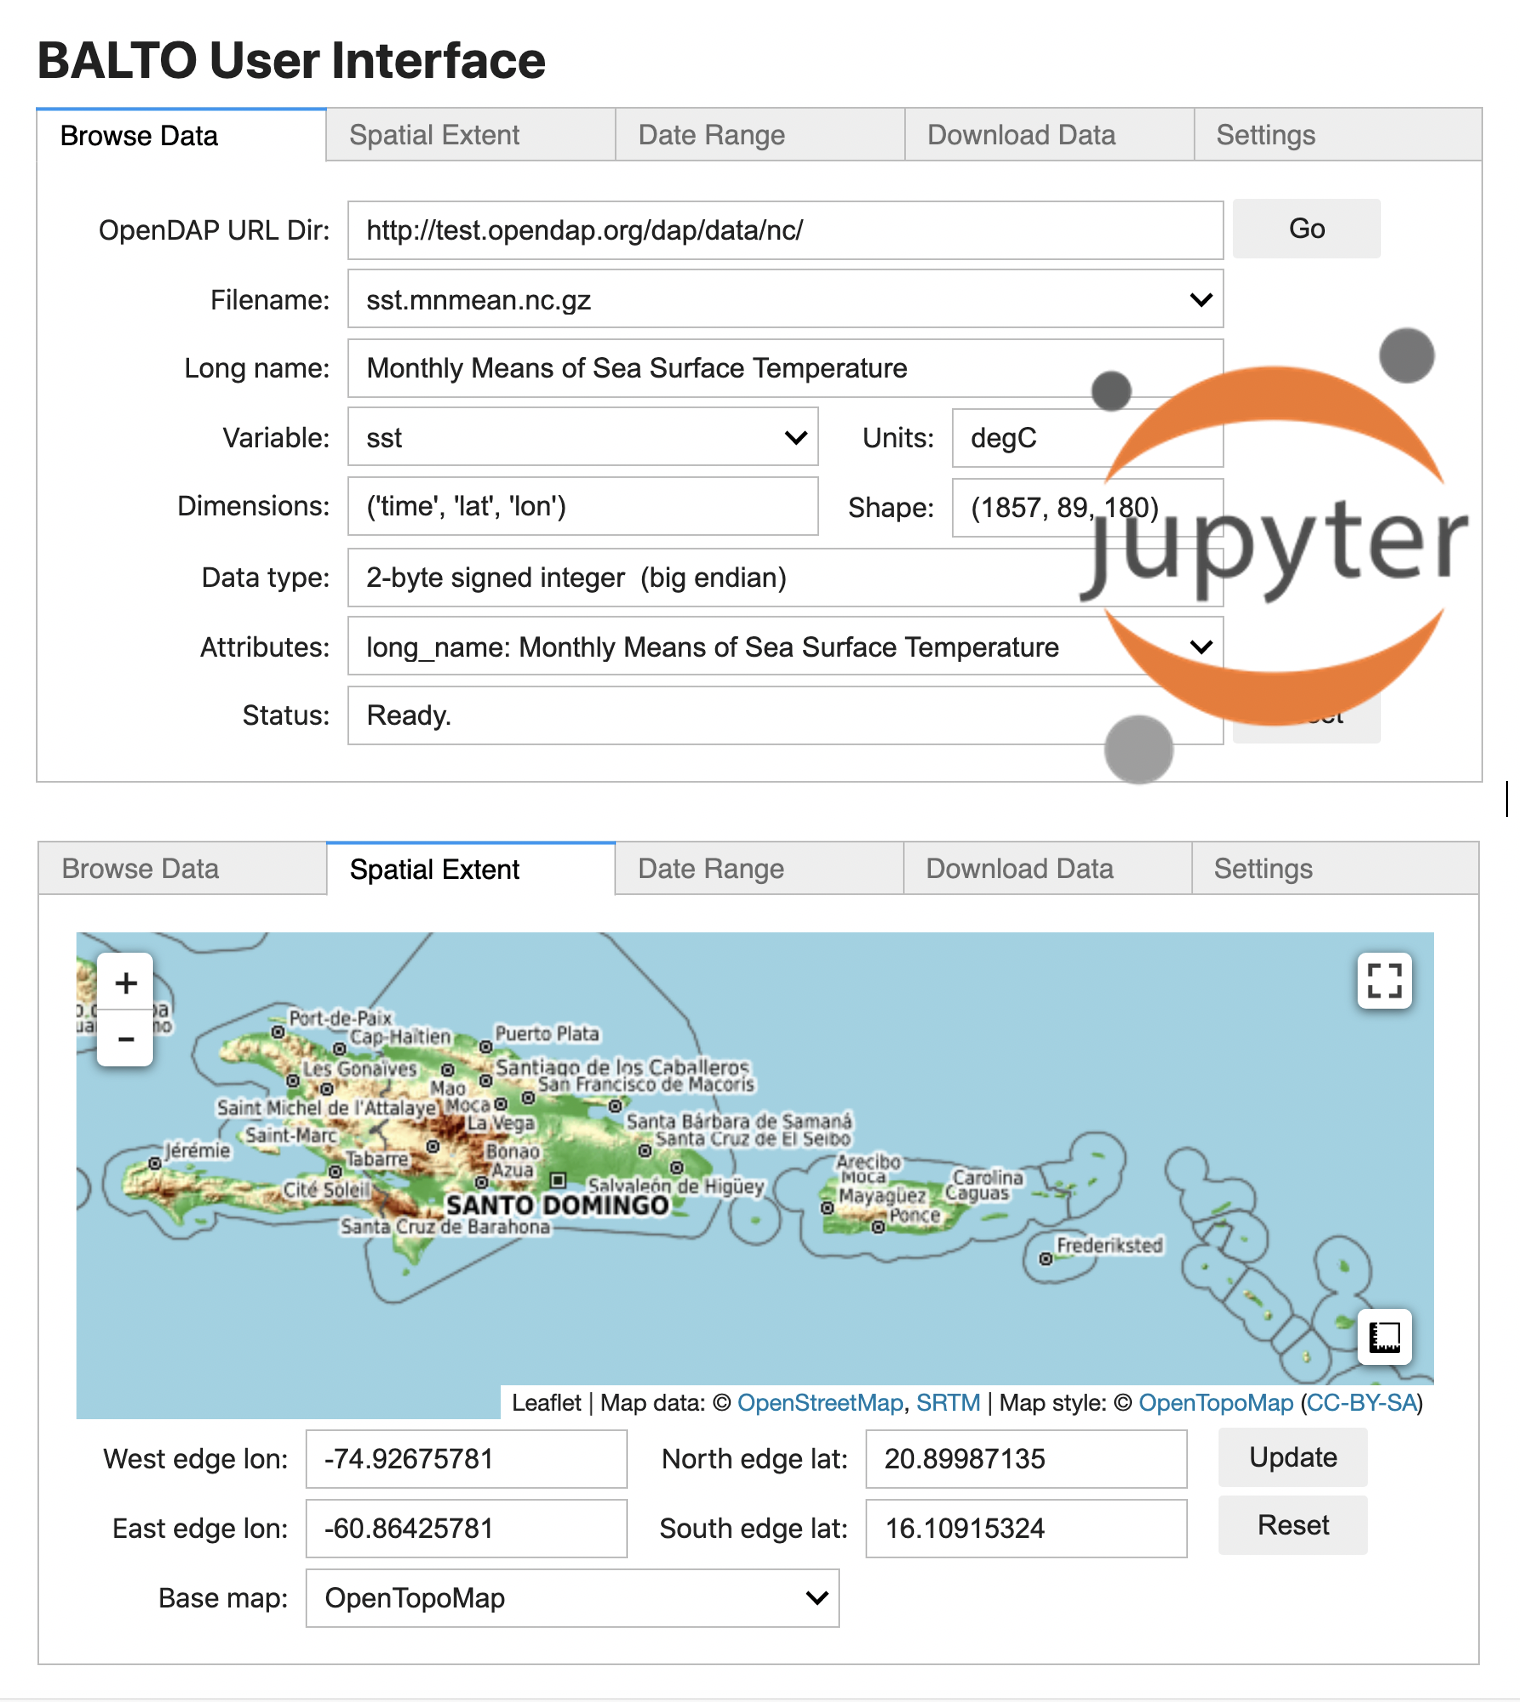 BALTO User Interface
Browse Data Spatial Extent Date Range Download Data Settings
OpenDAP URL Dir: http://test.opendap.org/dap/data/nc/ Go
Filename: sst.mnmean.nc.gz
Long name: Monthly Means of Sea Surface Temperature
Variable: sst Units: degC
Dimensions: ('time', 'lat', 'lon') Shape: (1857, 89, 180)
jupyter
Data type: 2-byte signed integer (big endian)
Attributes: long_name: Monthly Means of Sea Surface Temperature
Status: Ready.
Browse Data Spatial Extent Date Range Download Data Settings
+
-
Port-de-Paix
Cap-Haïtien
Puerto Plata
Les Gonaïves
Santiago de los Caballeros
Mao
San Francisco de Macorís
Saint Michel de l'Attalaye
Moca
La Vega
Santa Bárbara de Samaná
Saint-Marc
Santa Cruz de El Seibo
Jérémie
Tabarre
Bonao
Azua
Arecibo
Moca
Carolina
Cité Soleil
Salvaleón de Higüey
Mayagüez
Caguas
SANTO DOMINGO
Ponce
Santa Cruz de Barahona
Frederiksted
Leaflet | Map data: © OpenStreetMap, SRTM | Map style: © OpenTopoMap (CC-BY-SA)
West edge lon: -74.92675781 North edge lat: 20.89987135 Update
East edge lon: -60.86425781 South edge lat: 16.10915324 Reset
Base map: OpenTopoMap